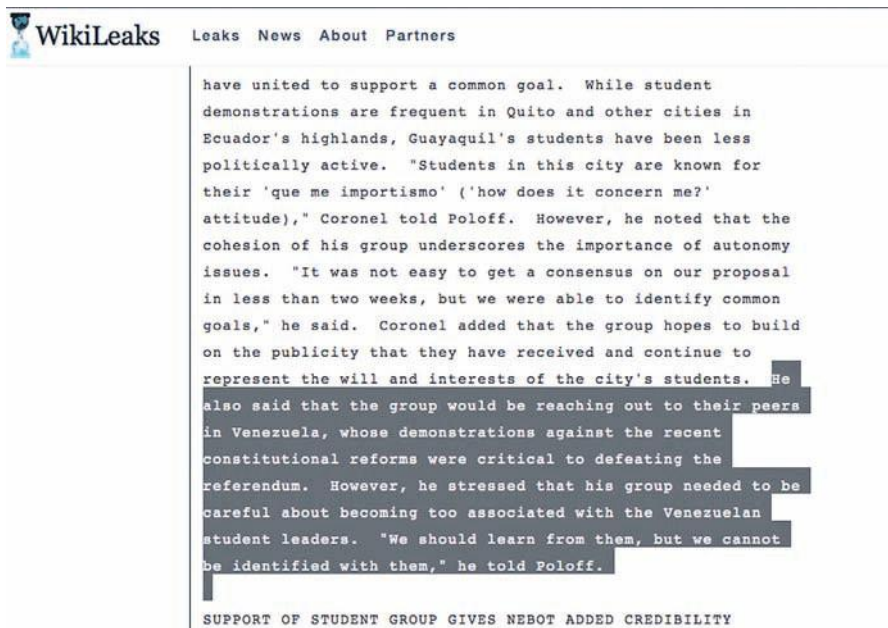 WikiLeaks Leaks News About Partners
have united to support a common goal. While student
demonstrations are frequent in Quito and other cities in
Ecuador's highlands, Guayaquil's students have been less
politically active. "Students in this city are known for
their 'que me importismo' ('how does it concern me?'
attitude)," Coronel told Poloff. However, he noted that the
cohesion of his group underscores the importance of autonomy
issues. "It was not easy to get a consensus on our proposal
in less than two weeks, but we were able to identify common
goals," he said. Coronel added that the group hopes to build
on the publicity that they have received and continue to
represent the will and interests of the city's students. He
also said that the group would be reaching out to their peers
in Venezuela, whose demonstrations against the recent
constitutional reforms were critical to defeating the
referendum. However, he stressed that his group needed to be
careful about becoming too associated with the Venezuelan
student leaders. "We should learn from them, but we cannot
be identified with them," he told Poloff.
SUPPORT OF STUDENT GROUP GIVES NEBOT ADDED CREDIBILITY